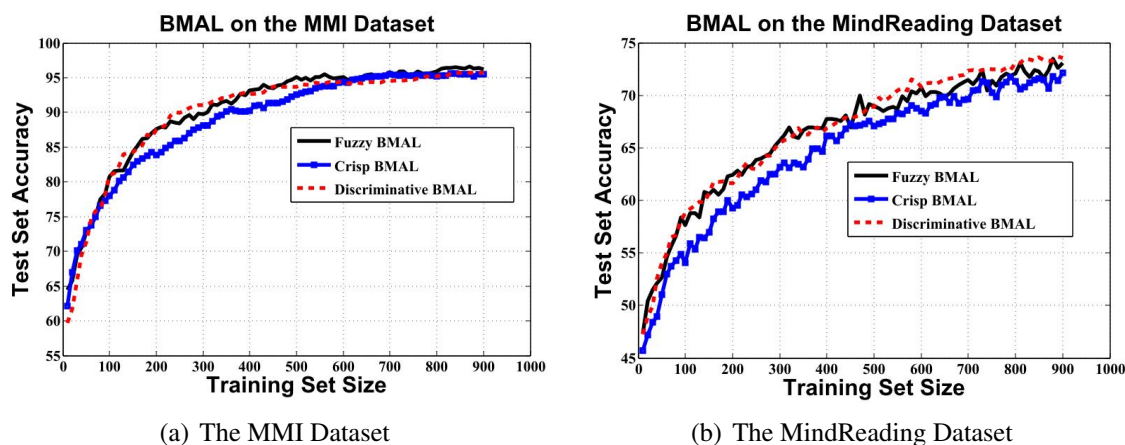 BMAL on the MMI Dataset
100
95
90
85
80
75
70
65
60
55
Test Set Accuracy
Fuzzy BMAL
Crisp BMAL
Discriminative BMAL
0 100 200 300 400 500 600 700 800 900 1000
Training Set Size
(a) The MMI Dataset
BMAL on the MindReading Dataset
75
70
65
60
55
50
45
Test Set Accuracy
Fuzzy BMAL
Crisp BMAL
Discriminative BMAL
0 100 200 300 400 500 600 700 800 900 1000
Training Set Size
(b) The MindReading Dataset